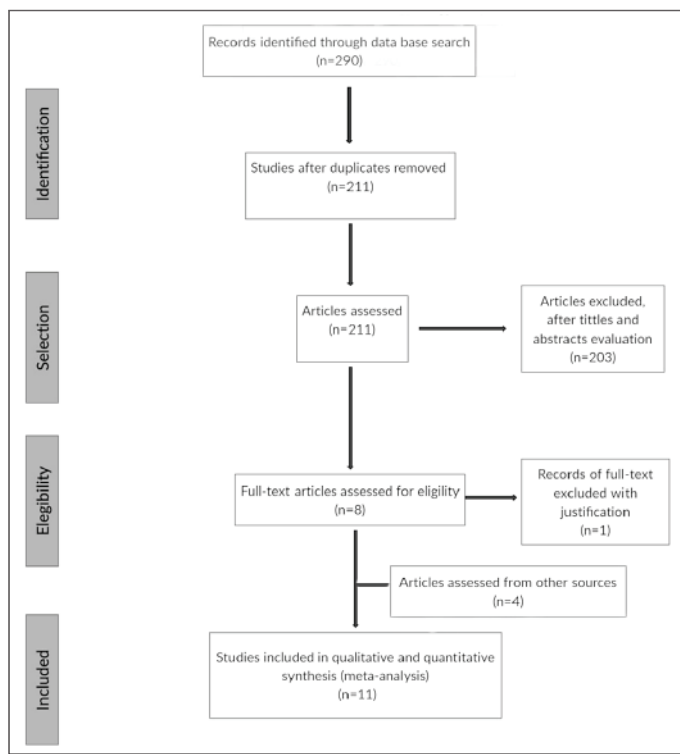 Records identified through data base search
(n=290)
Identification
Studies after duplicates removed
(n=211)
Selection
Articles assessed
(n=211)
Articles excluded,
after tittles and
abstracts evaluation
(n=203)
Elegibility
Full-text articles assessed for eligility
(n=8)
Records of full-text
excluded with
justification
(n=1)
Articles assessed from other sources
(n=4)
Included
Studies included in qualitative and quantitative
synthesis (meta-analysis)
(n=11)